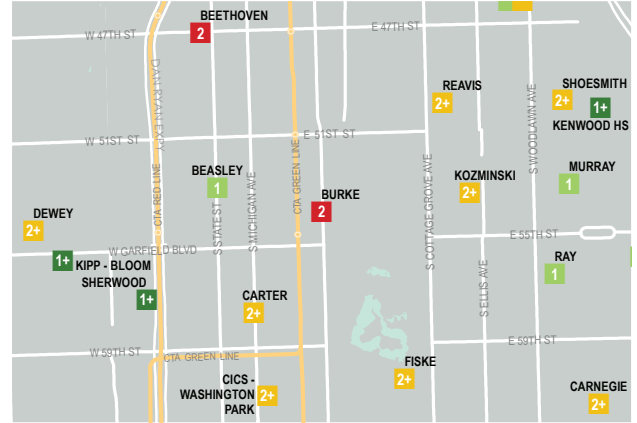 BEETHOVEN
W 47TH ST
2
E 47TH ST
DAN RYAN EXPY
REAVIS
2+
SHOESMITH
2+
1+
KENWOOD HS
S WOODLAWN AVE
W 51ST ST
E 51ST ST
CTA RED LINE
BEASLEY
1
S STATE ST
S MICHIGAN AVE
CTA GREEN LINE
BURKE
2
S COTTAGE GROVE AVE
KOZMINSKI
2+
MURRAY
1
DEWEY
2+
W GARFIELD BLVD
E 55TH ST
1+
KIPP - BLOOM
SHERWOOD
1+
S ELLIS AVE
RAY
1
CARTER
2+
W 59TH ST
CTA GREEN LINE
E 59TH ST
CICS -
WASHINGTON
PARK
2+
FISKE
2+
CARNEGIE
2+